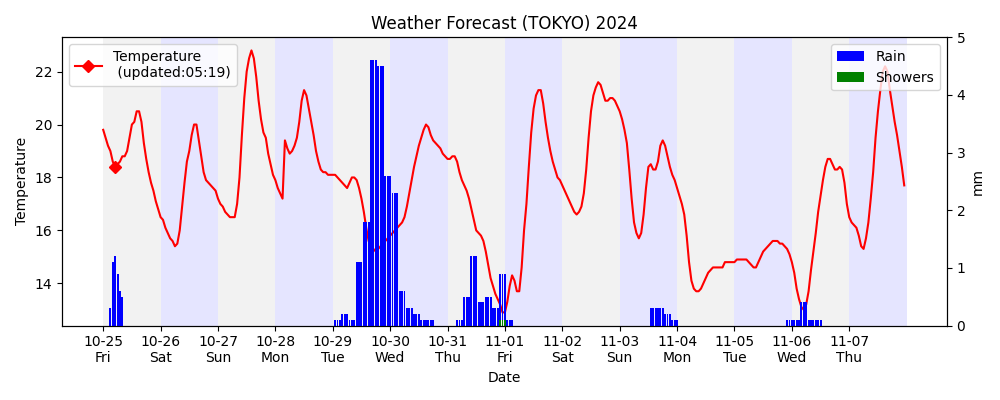 Weather Forecast (TOKYO) 2024
Temperature
(updated:05:19)
Rain
Showers
Temperature
22
20
18
16
14
5
4
3
2
1
0
mm
10-25 10-26 10-27 10-28 10-29 10-30 10-31 11-01 11-02 11-03 11-04 11-05 11-06 11-07
Fri Sat Sun Mon Tue Wed Thu Fri Sat Sun Mon Tue Wed Thu
Date